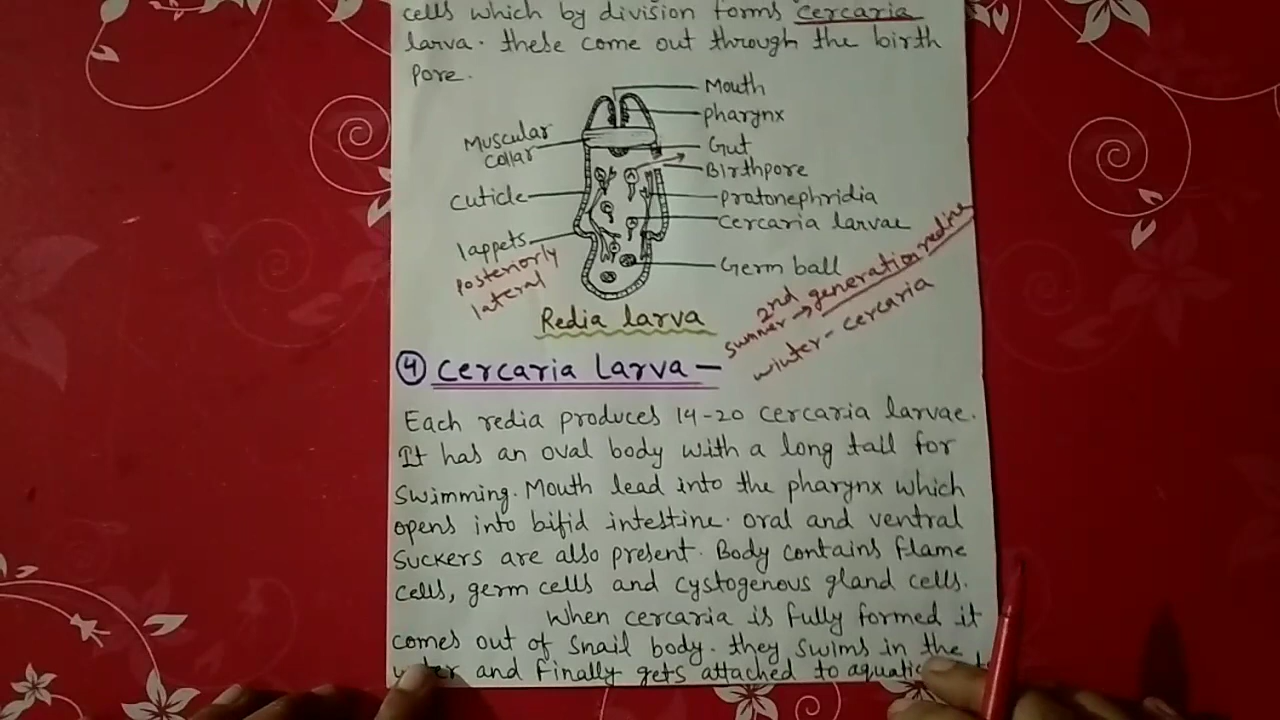 cells which by division forms cercaria
larva. these come out through the birth
pore.
Mouth
pharynx
Muscular
collar
Gut
Birthpore
cuticle
protonephridia
cercaria larvae
lappets
posteriorly
lateral
Germ ball
2nd
summer → generation rediae
winter - cercaria
Redia larva
4 Cercaria Larva -
Each redia produces 14-20 cercaria larvae.
It has an oval body with a long tail for
swimming. Mouth lead into the pharynx which
opens into bifid intestine. oral and ventral
suckers are also present. Body contains flame
cells, germ cells and cystogenous gland cells.
When cercaria is fully formed it
comes out of snail body. they swims in the
water and finally gets attached to